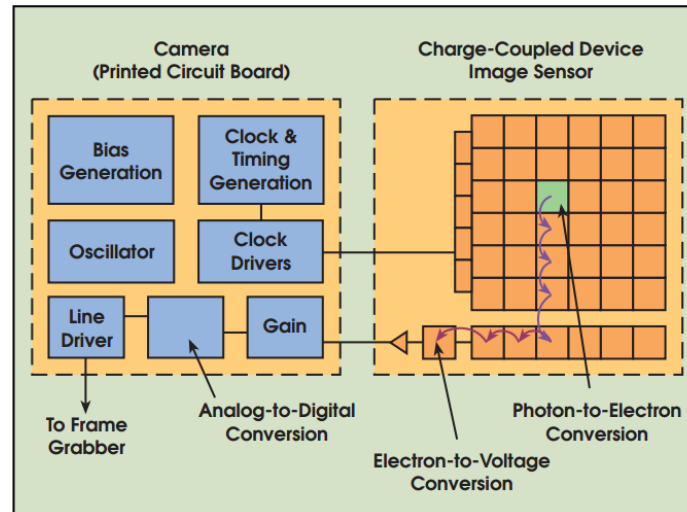 Camera
(Printed Circuit Board)
Charge-Coupled Device
Image Sensor
Bias
Generation
Clock &
Timing
Generation
Oscillator
Clock
Drivers
Line
Driver
Gain
To Frame
Grabber
Analog-to-Digital
Conversion
Electron-to-Voltage
Conversion
Photon-to-Electron
Conversion